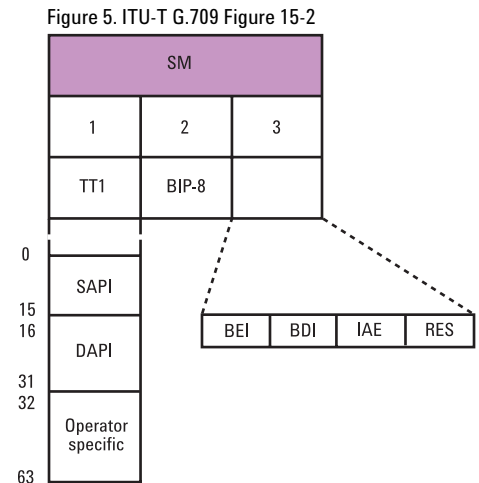 Figure 5. ITU-T G.709 Figure 15-2
SM
1 2 3
TT1 BIP-8
0
SAPI
15
16
DAPI
31
32
Operator
specific
63
BEI BDI IAE RES